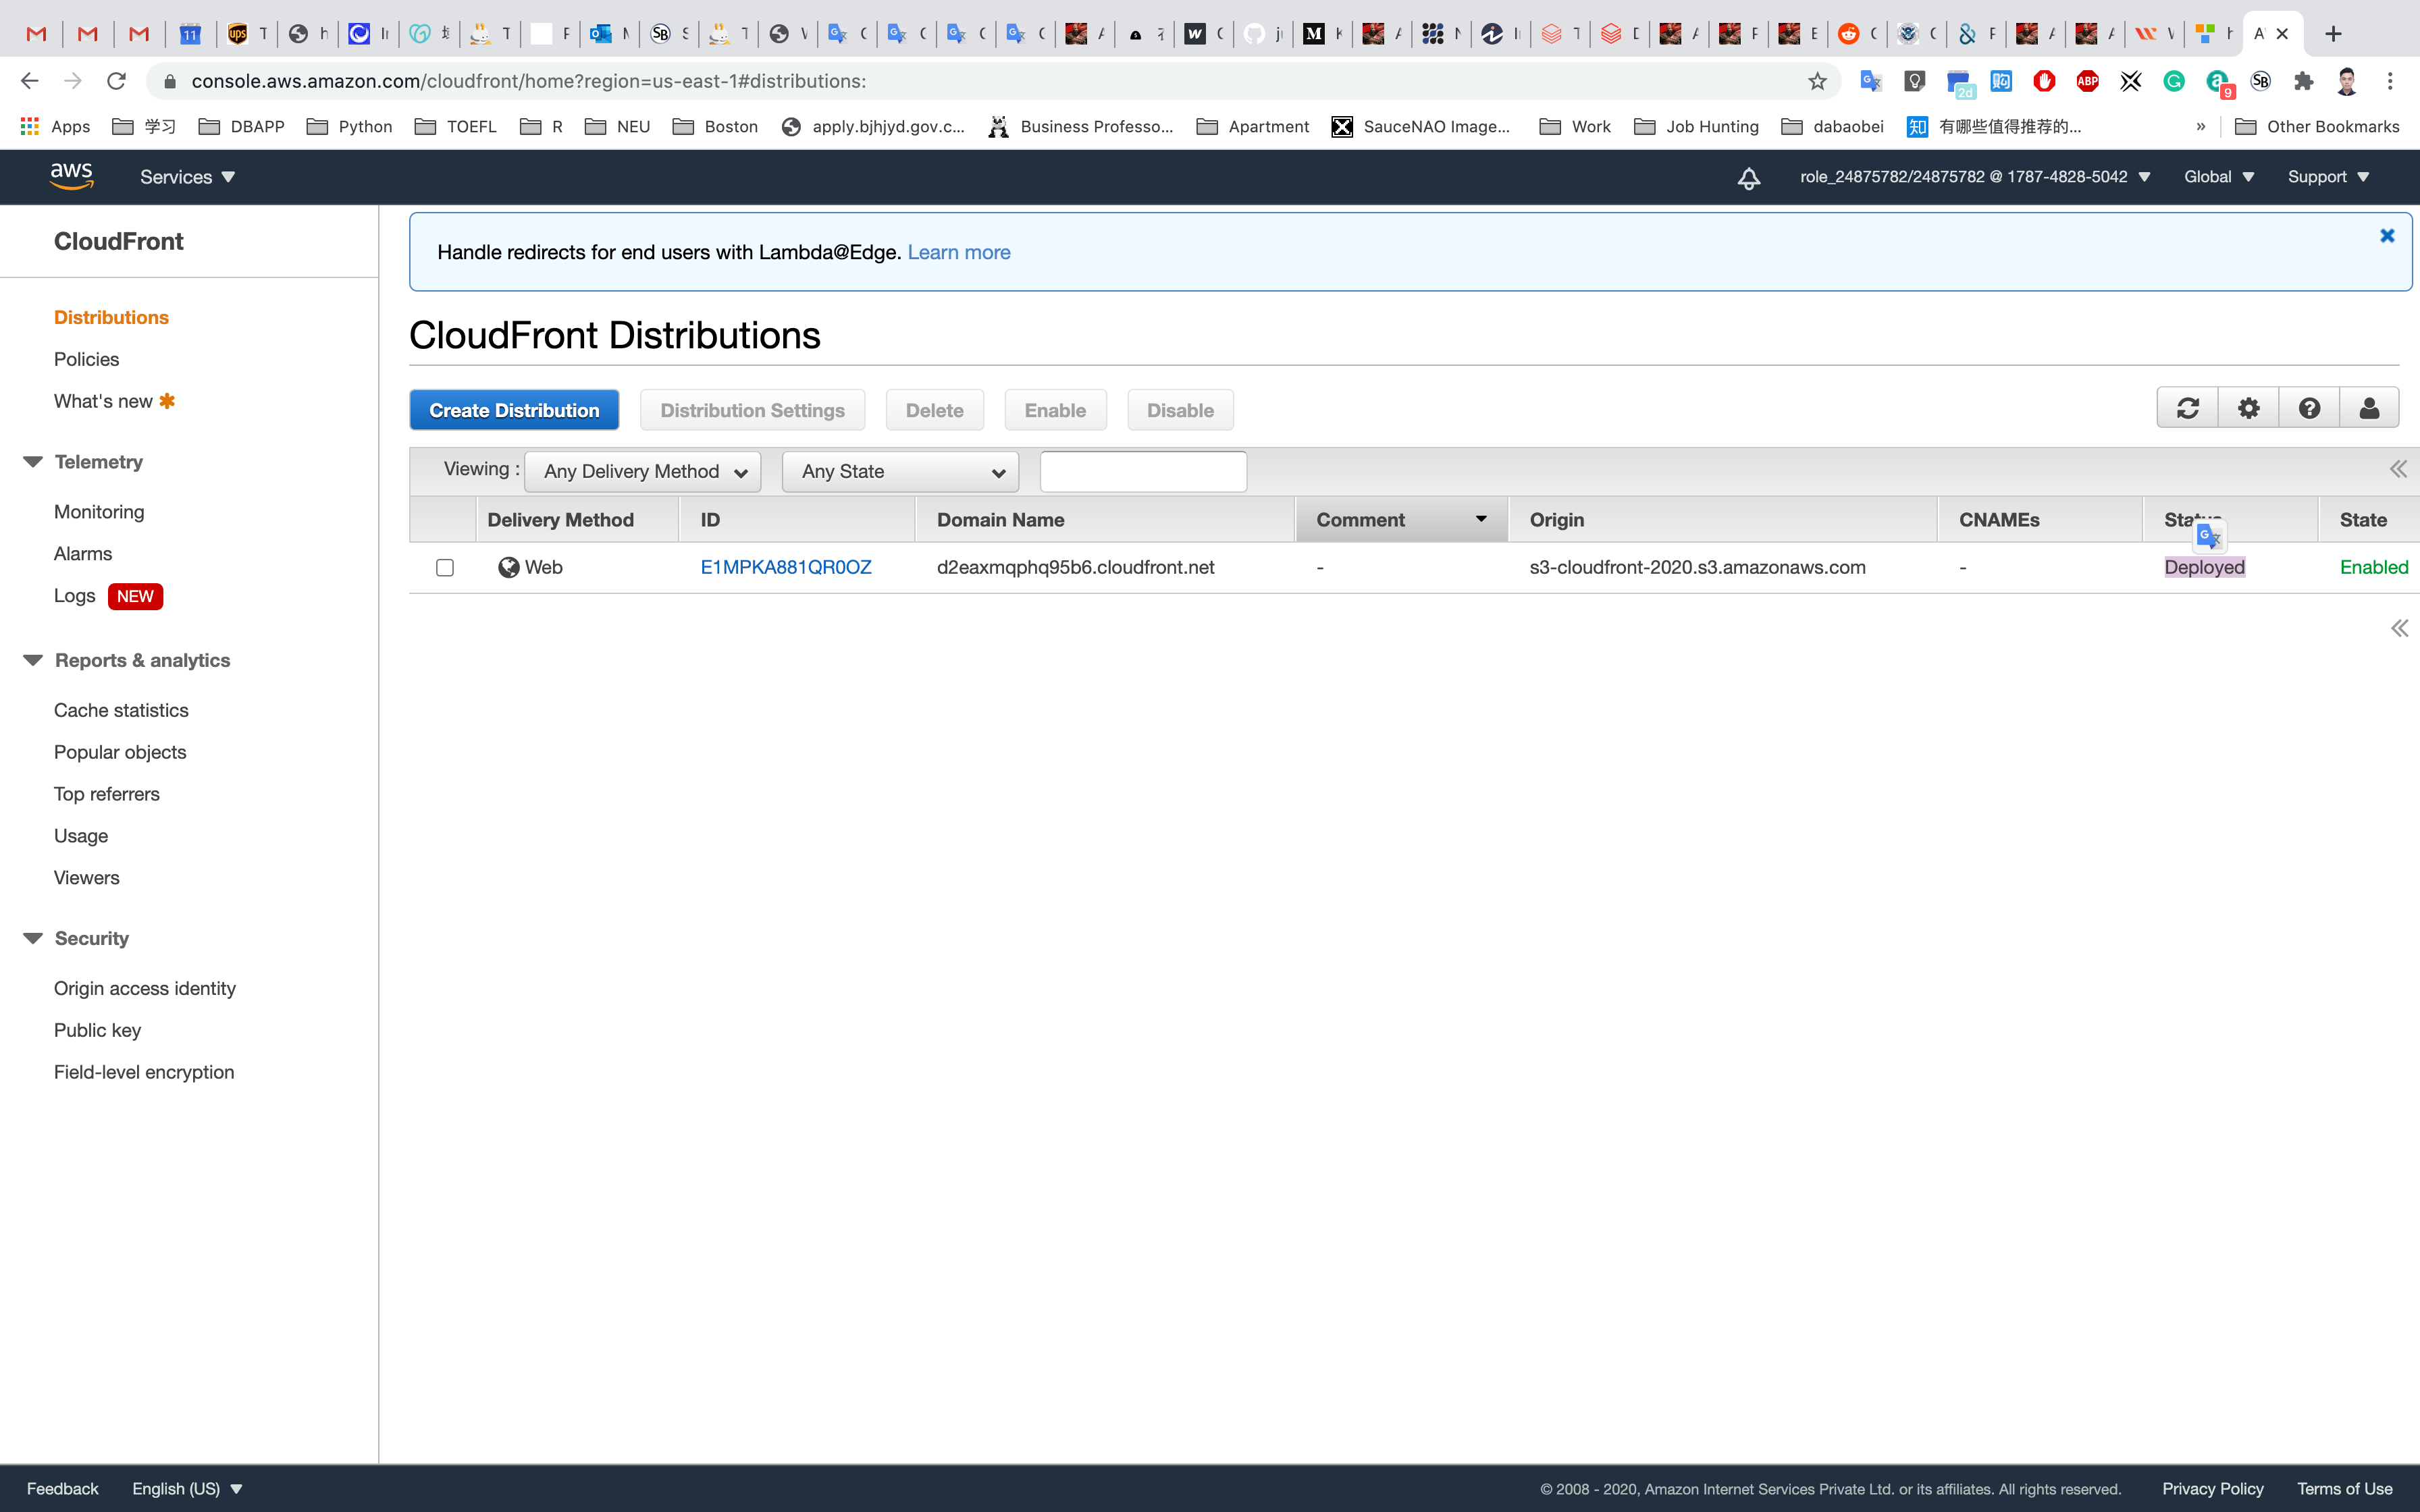 11
console.aws.amazon.com/cloudfront/home?region=us-east-1#distributions:
2d
ABP
9
Apps 学习 DBAPP Python TOEFL R NEU Boston apply.bjhjyd.gov.c... Business Professo... Apartment SauceNAO Image... Work Job Hunting dabaobei 知 有哪些值得推荐的... » Other Bookmarks
aws Services role_24875782/24875782 @ 1787-4828-5042 Global Support
CloudFront
Distributions
Policies
What's new
Telemetry
Monitoring
Alarms
Logs NEW
Reports & analytics
Cache statistics
Popular objects
Top referrers
Usage
Viewers
Security
Origin access identity
Public key
Field-level encryption
Handle redirects for end users with Lambda@Edge. Learn more
CloudFront Distributions
Create Distribution Distribution Settings Delete Enable Disable
Viewing : Any Delivery Method Any State
Delivery Method ID Domain Name Comment Origin CNAMEs Status State
Web E1MPKA881QR0OZ d2eaxmqphq95b6.cloudfront.net - s3-cloudfront-2020.s3.amazonaws.com - Deployed Enabled
Feedback English (US) © 2008 - 2020, Amazon Internet Services Private Ltd. or its affiliates. All rights reserved. Privacy Policy Terms of Use